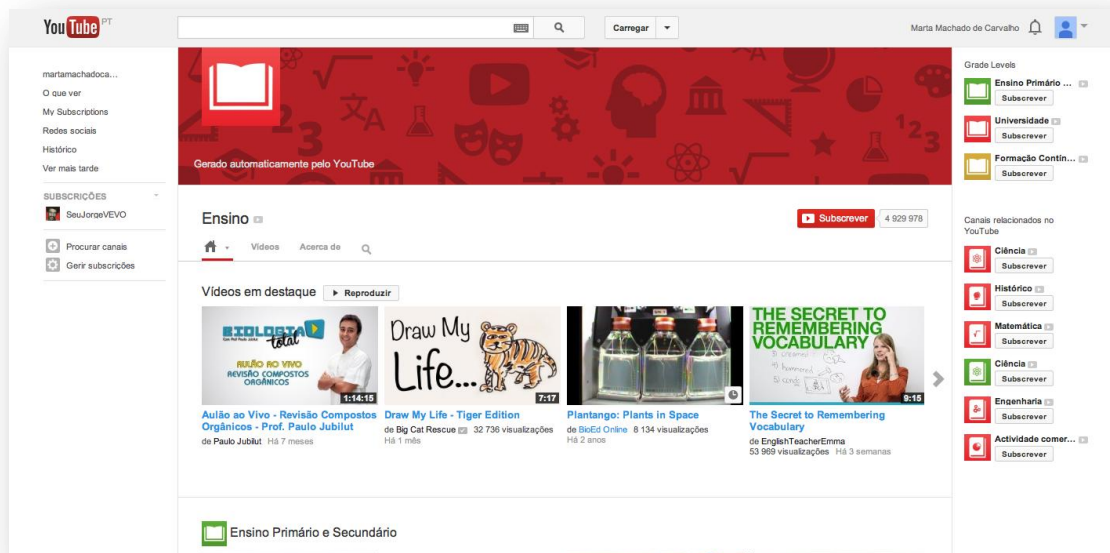 YouTube PT
Carregar
Marta Machado de Carvalho
martamachadoca...
O que ver
My Subscriptions
Redes sociais
Histórico
Ver mais tarde
SUBSCRIÇÕES
SeuJorgeVEVO
Procurar canais
Gerir subscrições
Gerado automaticamente pelo YouTube
Ensino
Subscrever 4 929 978
Vídeos Acerca de
Vídeos em destaque Reproduzir
BIOLOGIA
total
AULÃO AO VIVO
REVISÃO COMPOSTOS
ORGÂNICOS
1:14:15
Aulão ao Vivo - Revisão Compostos
Orgânicos - Prof. Paulo Jubilut
de Paulo Jubilut Há 7 meses
Draw My
Life...
7:17
Draw My Life - Tiger Edition
de Big Cat Rescue 32 736 visualizações
Há 1 mês
Plantango: Plants in Space
de BioEd Online 8 134 visualizações
Há 2 anos
THE SECRET TO
REMEMBERING
VOCABULARY
9:15
The Secret to Remembering
Vocabulary
de EnglishTeacherEmma
53 969 visualizações Há 3 semanas
Ensino Primário e Secundário
Grade Levels
Ensino Primário ...
Subscrever
Universidade
Subscrever
Formação Contín...
Subscrever
Canais relacionados no
YouTube
Ciência
Subscrever
Histórico
Subscrever
Matemática
Subscrever
Ciência
Subscrever
Engenharia
Subscrever
Actividade comer...
Subscrever